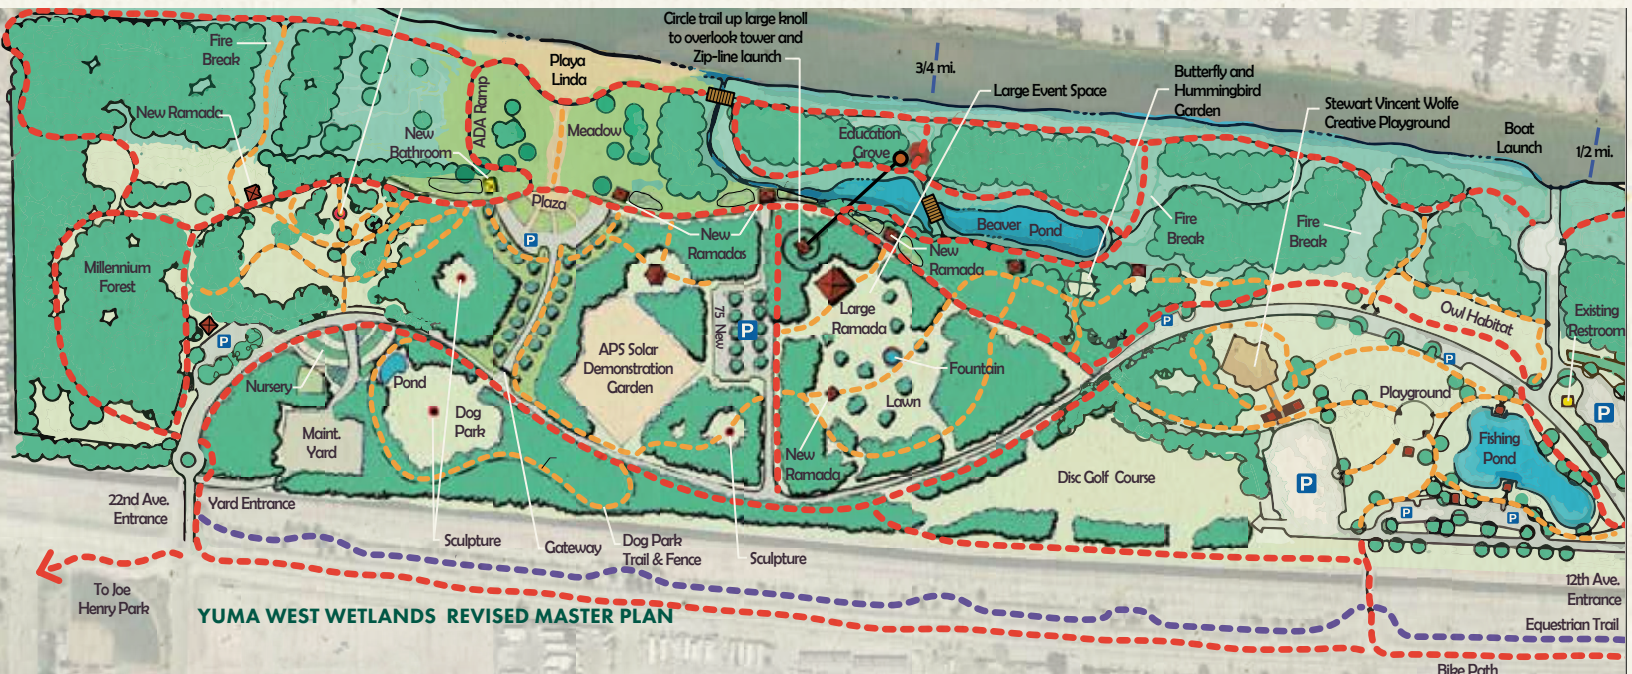 Circle trail up large knoll
to overlook tower and
Zip-line launch
Fire
Break
Playa
Linda
3/4 mi.
Butterfly and
Hummingbird
Garden
Large Event Space
Stewart Vincent Wolfe
Creative Playground
Boat
Launch
1/2 mi.
New Ramada
ADA Ramp
New
Bathroom
Meadow
Education
Grove
Plaza
P
New
Ramadas
Beaver Pond
New
Ramada
Fire
Break
Fire
Break
Millennium
Forest
P
75 New
P
Large
Ramada
P
Owl Habitat
Existing
Restroom
APS Solar
Demonstration
Garden
Nursery
Pond
Fountain
P
Playground
Dog
Park
Lawn
P
Maint.
Yard
New
Ramada
Fishing
Pond
Disc Golf Course
P
22nd Ave.
Entrance
Yard Entrance
P
P
Sculpture
Gateway
Dog Park
Trail & Fence
Sculpture
To Joe
Henry Park
12th Ave.
Entrance
YUMA WEST WETLANDS REVISED MASTER PLAN
Equestrian Trail
Bike Path